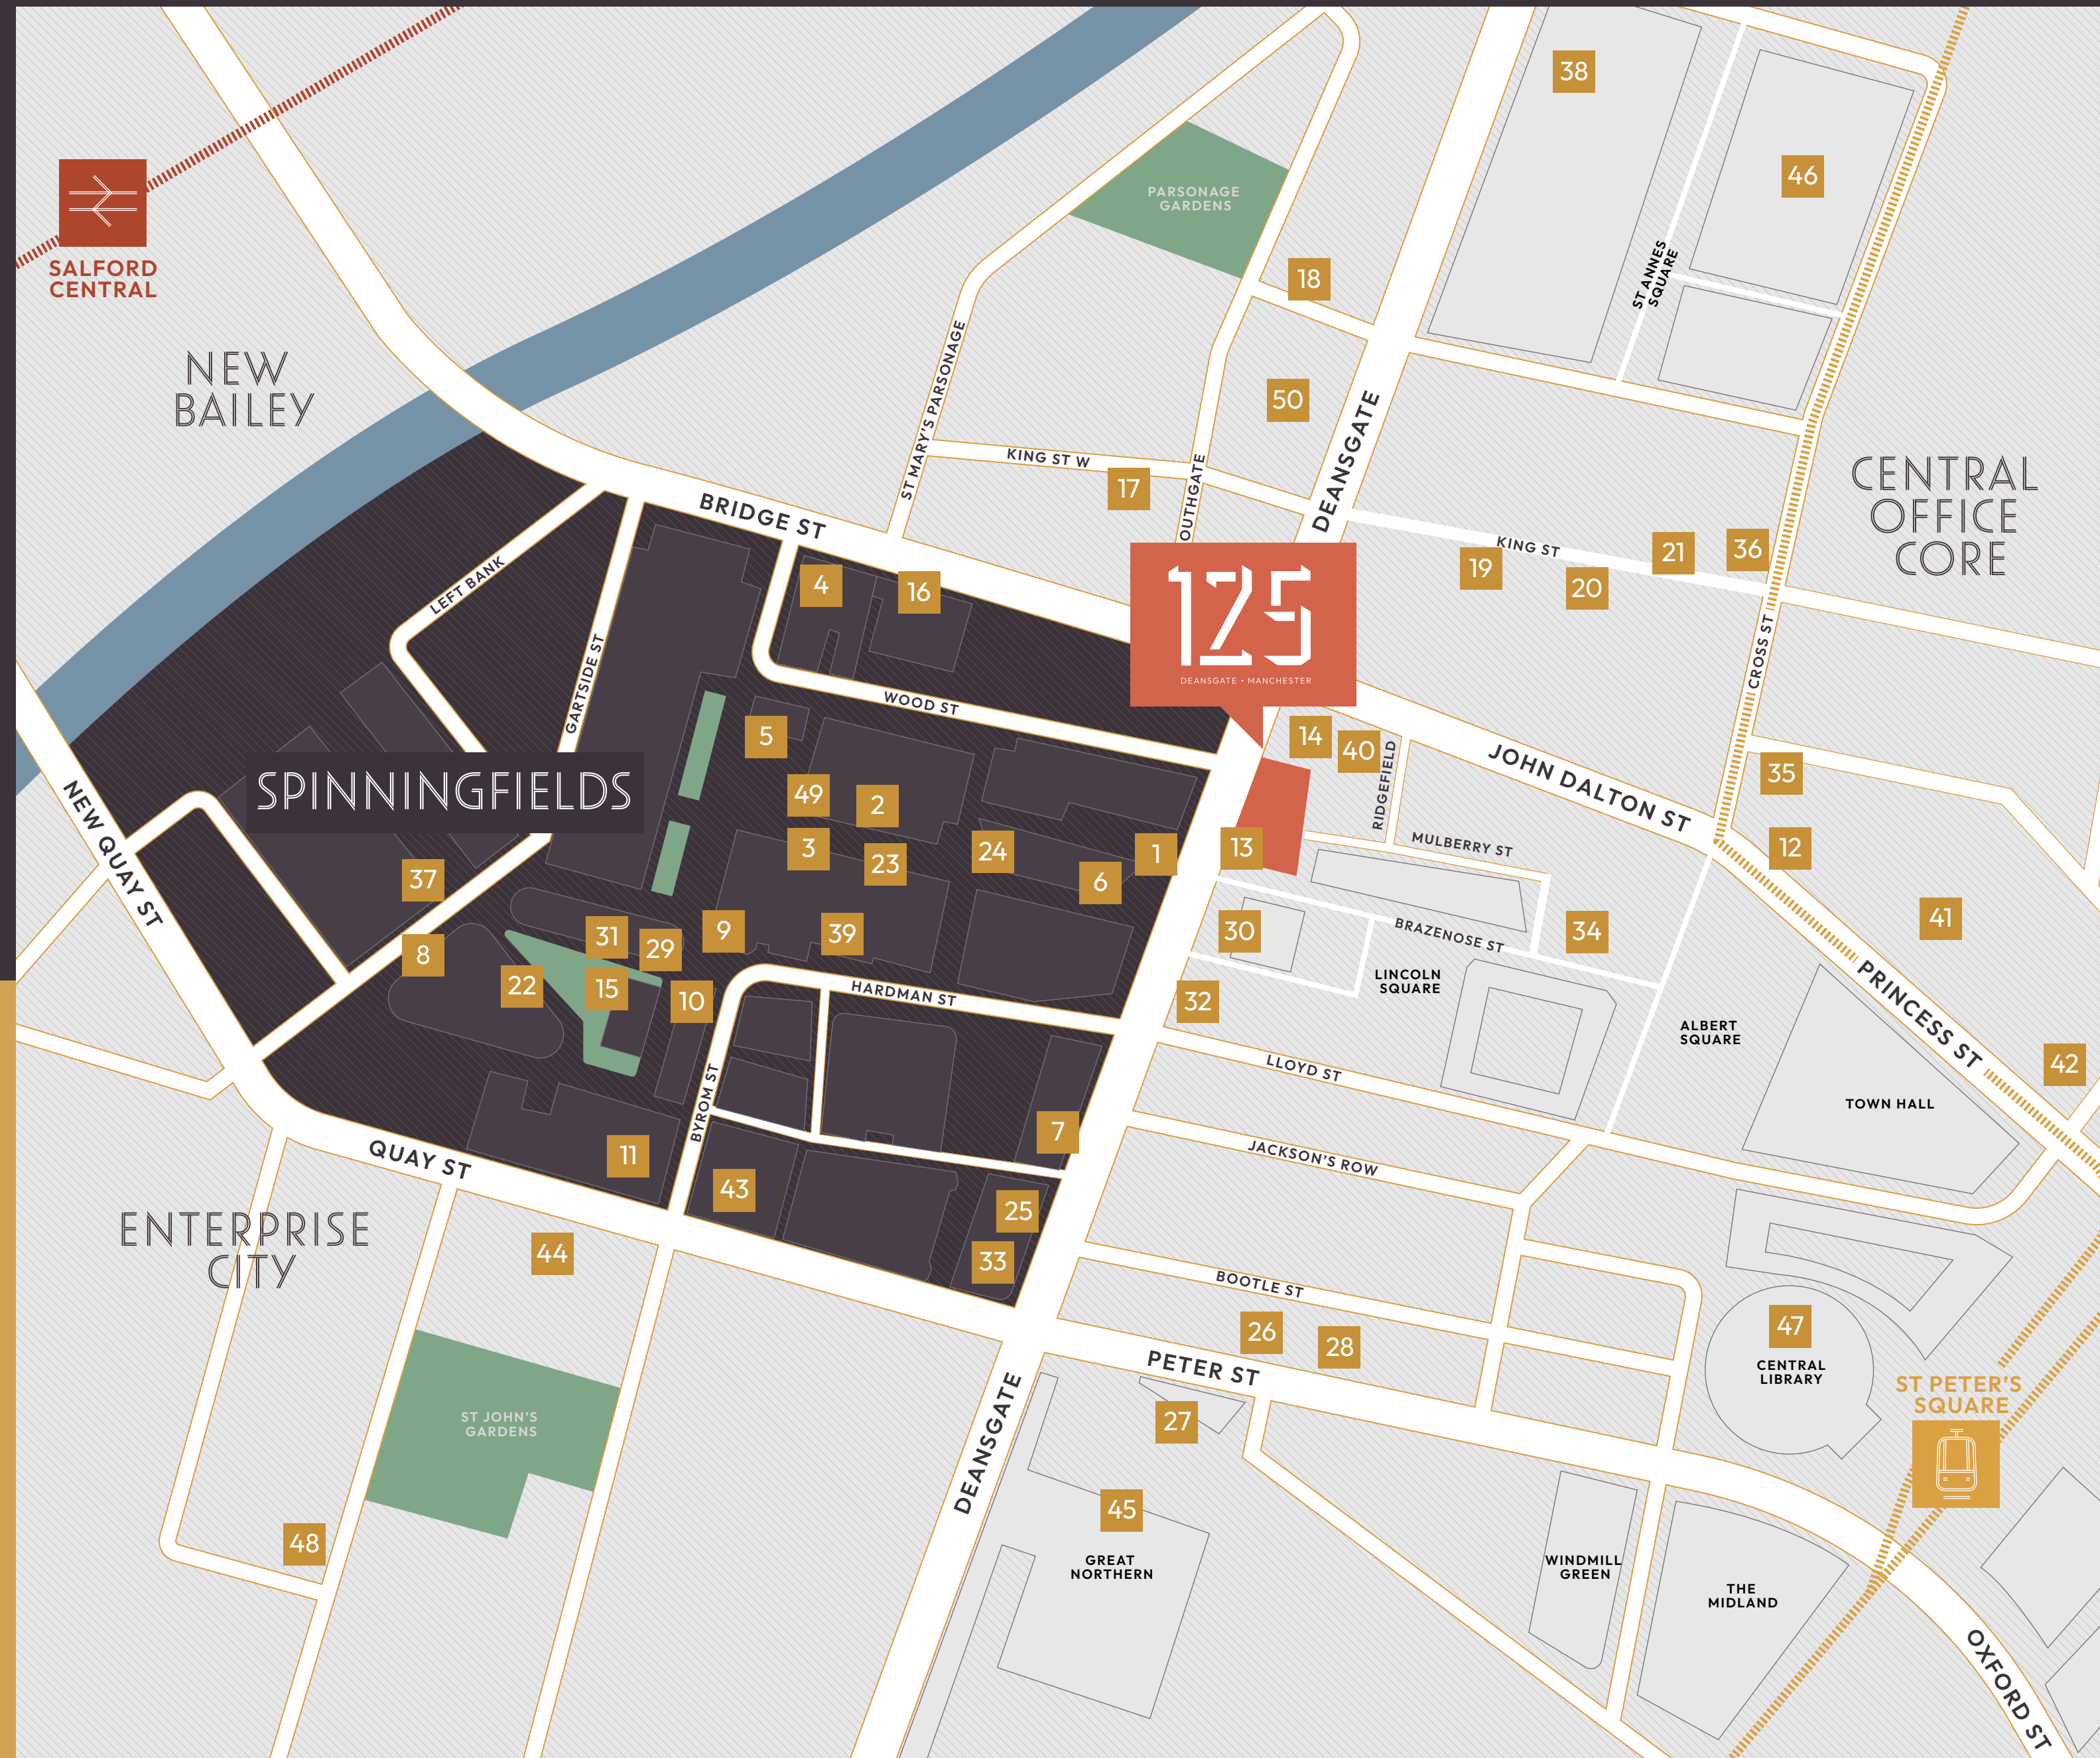 38
46
PARSONAGE
GARDENS
SALFORD
CENTRAL
18
ST ANNES
SQUARE
NEW
BAILEY
ST MARY'S PARSONAGE
50
DEANSGATE
KING ST W
17
OUTHGATE
CENTRAL
OFFICE
CORE
BRIDGE ST
KING ST
19
20
21
36
LEFT BANK
4
16
125
DEANSGATE • MANCHESTER
GARTSIDE ST
CROSS ST
WOOD ST
5
14
40
RIDGEFIELD
JOHN DALTON ST
35
SPINNINGFIELDS
NEW QUAY ST
49
2
3
23
24
1
6
13
MULBERRY ST
12
37
8
31
29
9
39
30
BRAZENOSE ST
34
41
22
15
10
HARDMAN ST
32
LINCOLN
SQUARE
PRINCESS ST
ALBERT
SQUARE
LLOYD ST
42
BYROM ST
TOWN HALL
7
QUAY ST
11
JACKSON'S ROW
43
25
33
ENTERPRISE
CITY
44
BOOTLE ST
26
28
47
CENTRAL
LIBRARY
PETER ST
ST PETER'S
SQUARE
27
DEANSGATE
ST JOHN'S
GARDENS
45
48
GREAT
NORTHERN
WINDMILL
GREEN
THE
MIDLAND
OXFORD ST